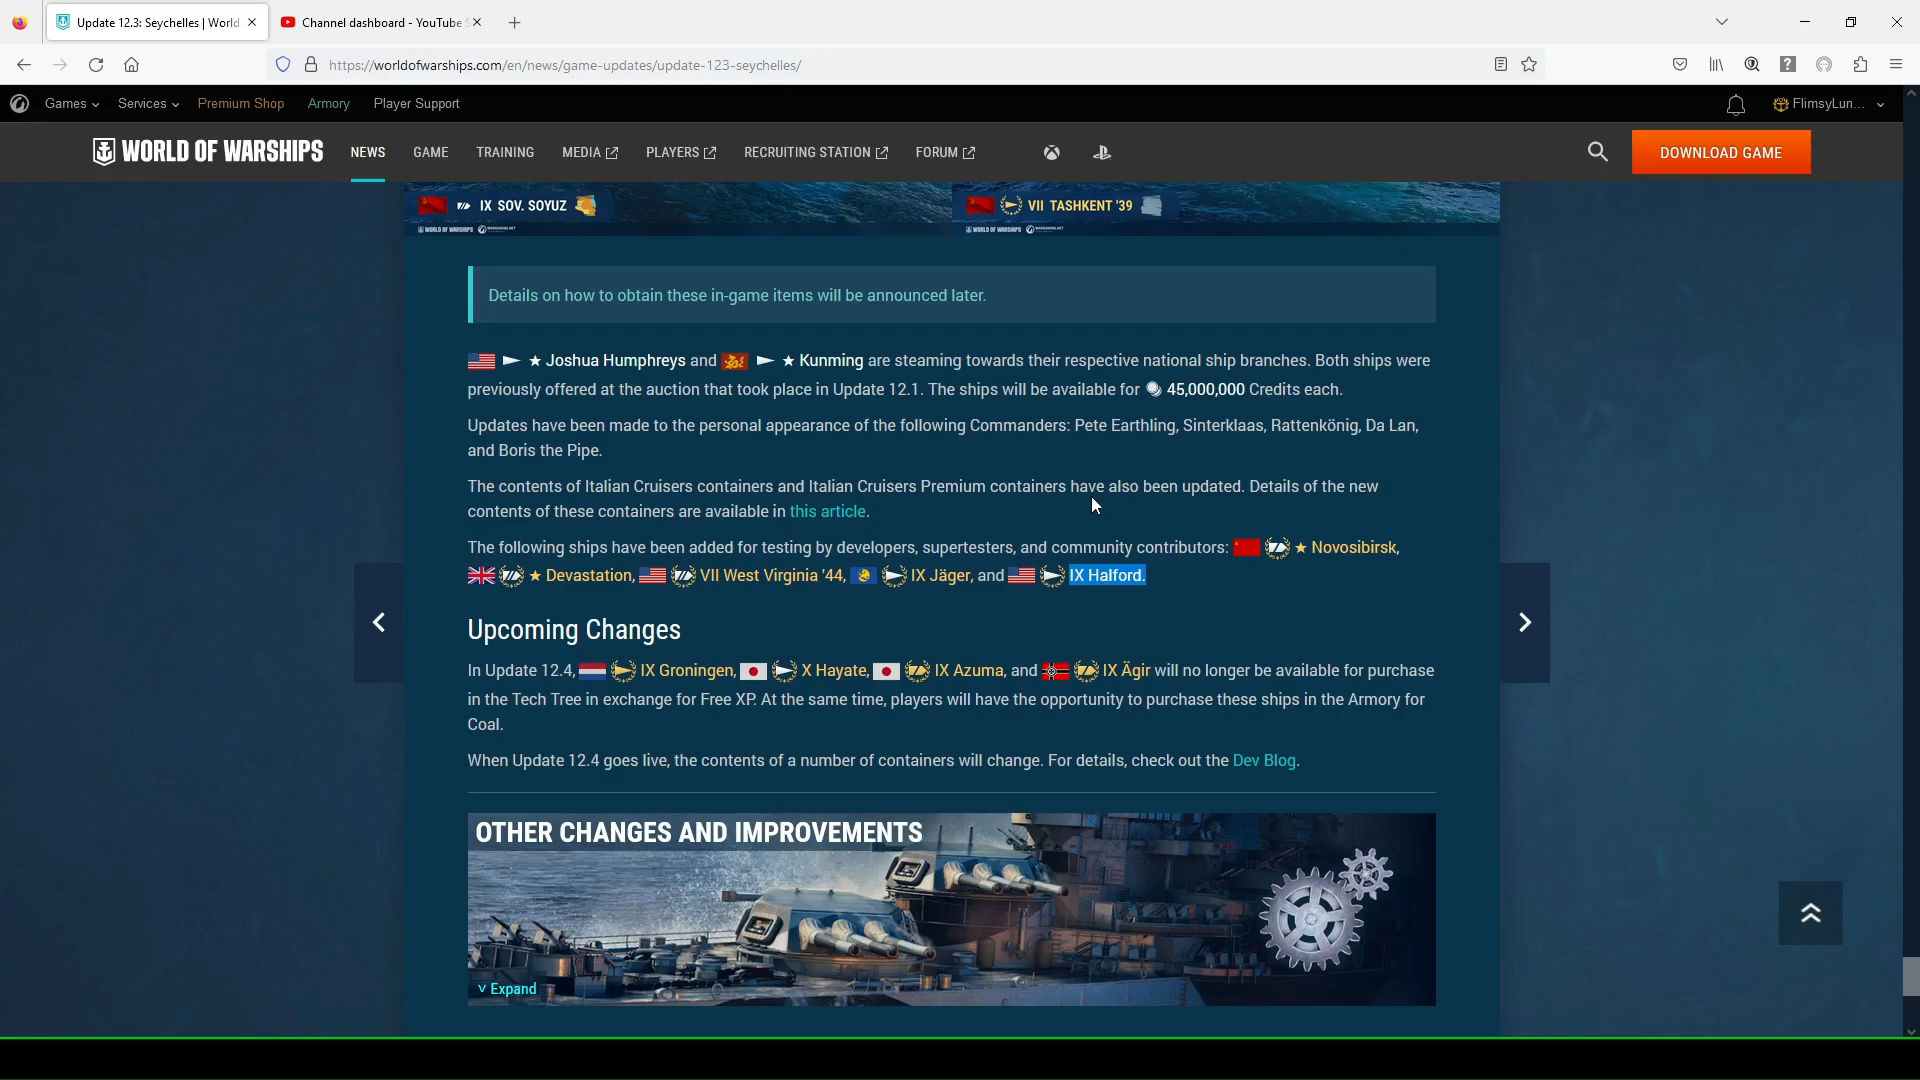 Update 12.3: Seychelles | World
Channel dashboard - YouTube S
https://worldofwarships.com/en/news/game-updates/update-123-seychelles/
Games Services Premium Shop Armory Player Support
FlimsyLun...
WORLD OF WARSHIPS
NEWS GAME TRAINING MEDIA PLAYERS RECRUITING STATION FORUM
DOWNLOAD GAME
IX SOV. SOYUZ
VII TASHKENT '39
WORLD OF WARSHIPS WARGAMING.NET
WORLD OF WARSHIPS WARGAMING.NET
Details on how to obtain these in-game items will be announced later.
★ Joshua Humphreys and ★ Kunming are steaming towards their respective national ship branches. Both ships were
previously offered at the auction that took place in Update 12.1. The ships will be available for 45,000,000 Credits each.
Updates have been made to the personal appearance of the following Commanders: Pete Earthling, Sinterklaas, Rattenkönig, Da Lan,
and Boris the Pipe.
The contents of Italian Cruisers containers and Italian Cruisers Premium containers have also been updated. Details of the new
contents of these containers are available in this article.
The following ships have been added for testing by developers, supertesters, and community contributors: ★ Novosibirsk,
★ Devastation, VII West Virginia '44, IX Jäger, and IX Halford.
Upcoming Changes
In Update 12.4, IX Groningen, X Hayate, IX Azuma, and IX Ägir will no longer be available for purchase
in the Tech Tree in exchange for Free XP. At the same time, players will have the opportunity to purchase these ships in the Armory for
Coal.
When Update 12.4 goes live, the contents of a number of containers will change. For details, check out the Dev Blog.
OTHER CHANGES AND IMPROVEMENTS
Expand